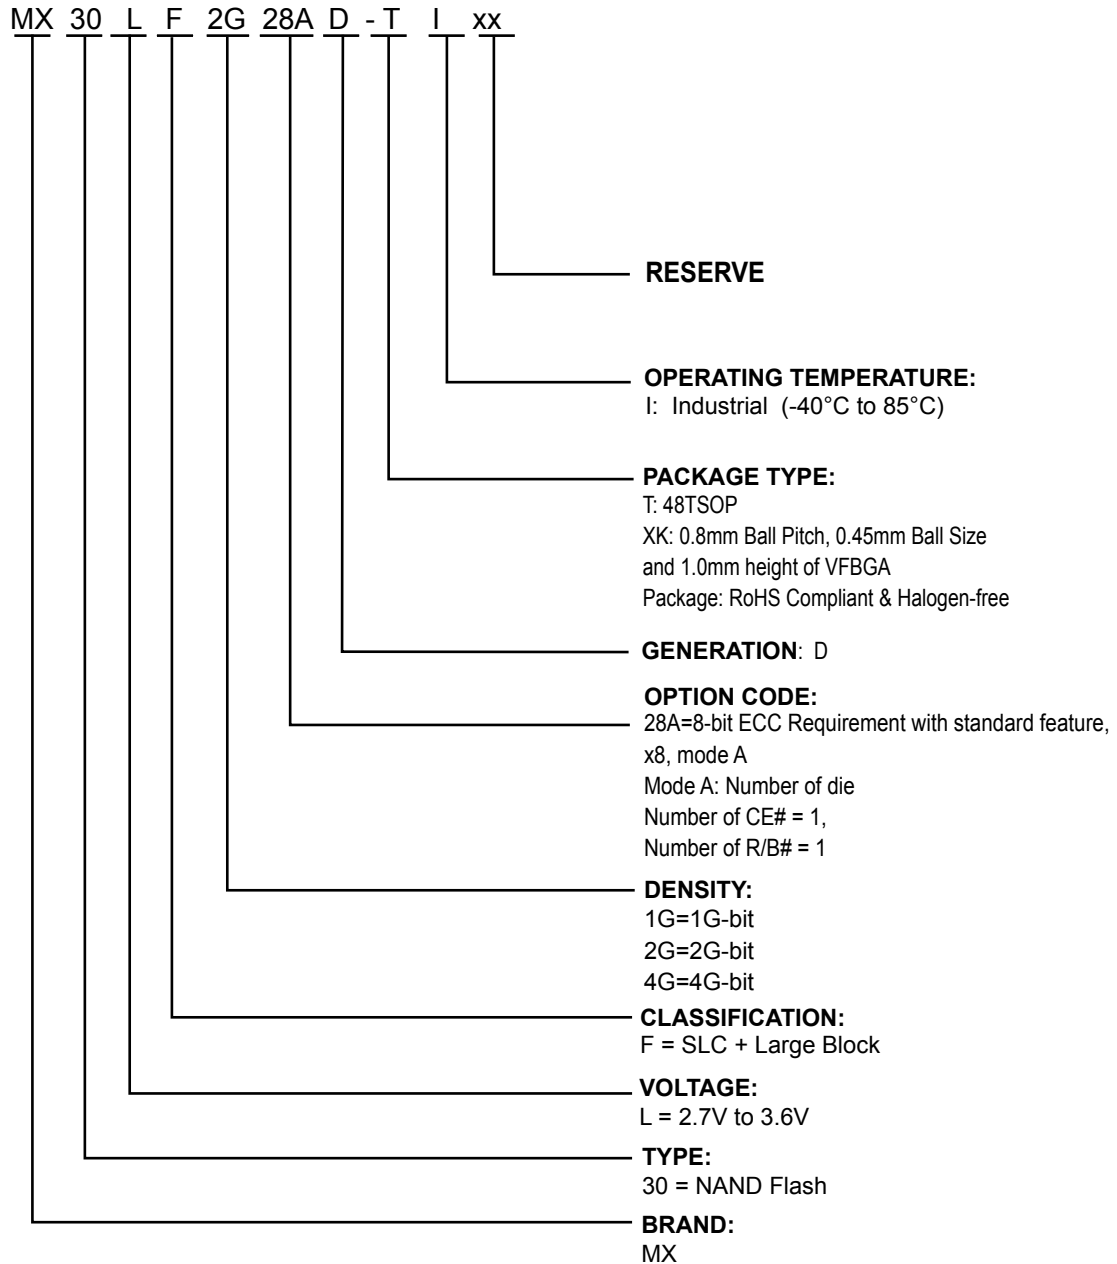 MX 30 L F 2G 28A D - T I xx
RESERVE
OPERATING TEMPERATURE:
I: Industrial (-40°C to 85°C)
PACKAGE TYPE:
T: 48TSOP
XK: 0.8mm Ball Pitch, 0.45mm Ball Size
and 1.0mm height of VFBGA
Package: RoHS Compliant & Halogen-free
GENERATION: D
OPTION CODE:
28A=8-bit ECC Requirement with standard feature,
x8, mode A
Mode A: Number of die
Number of CE# = 1,
Number of R/B# = 1
DENSITY:
1G=1G-bit
2G=2G-bit
4G=4G-bit
CLASSIFICATION:
F = SLC + Large Block
VOLTAGE:
L = 2.7V to 3.6V
TYPE:
30 = NAND Flash
BRAND:
MX